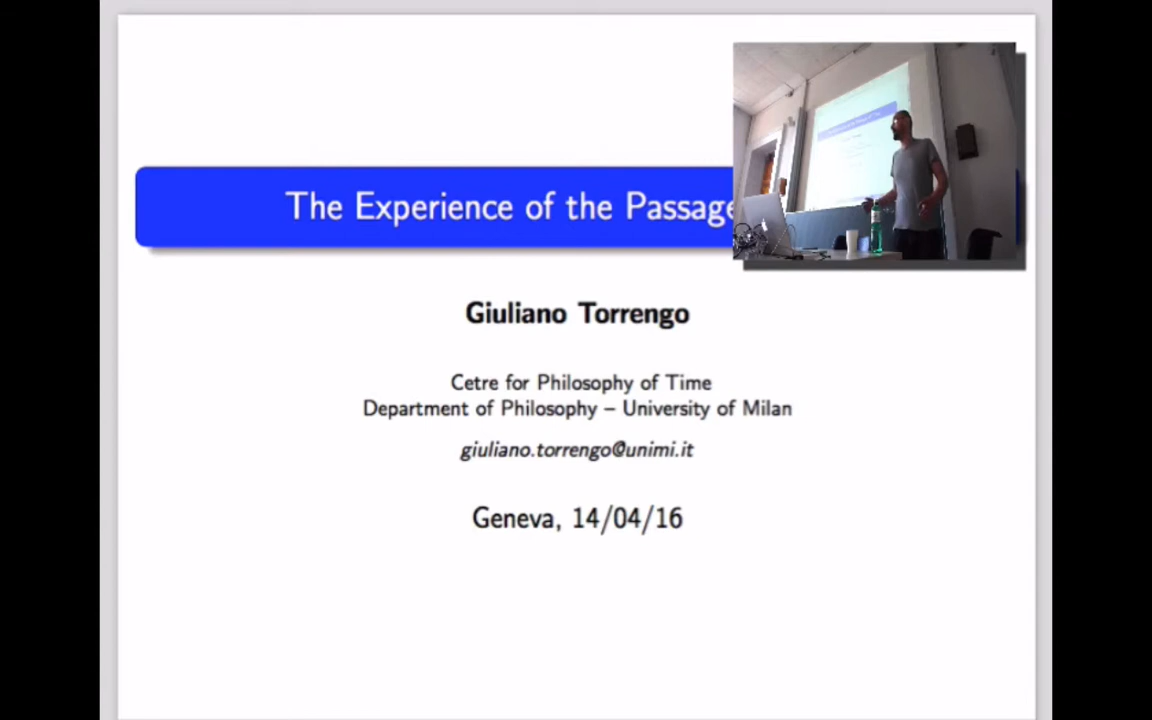 The Experience of the Passage
Giuliano Torrengo
Cetre for Philosophy of Time
Department of Philosophy – University of Milan
giuliano.torrengo@unimi.it
Geneva, 14/04/16